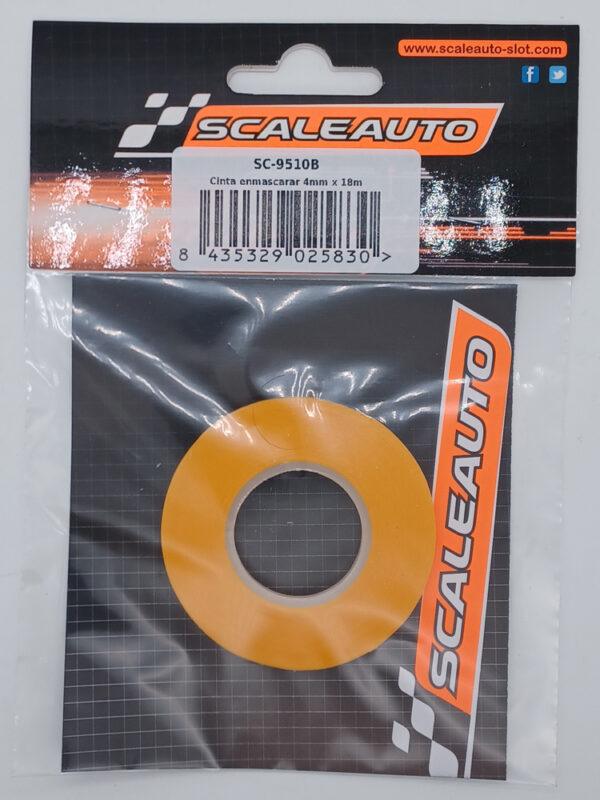 www.scaleauto-slot.com
SCALEAUTO
SC-9510B
Cinta enmascarar 4mm x 18m
8 435329 025830 >
SCALEAUTO